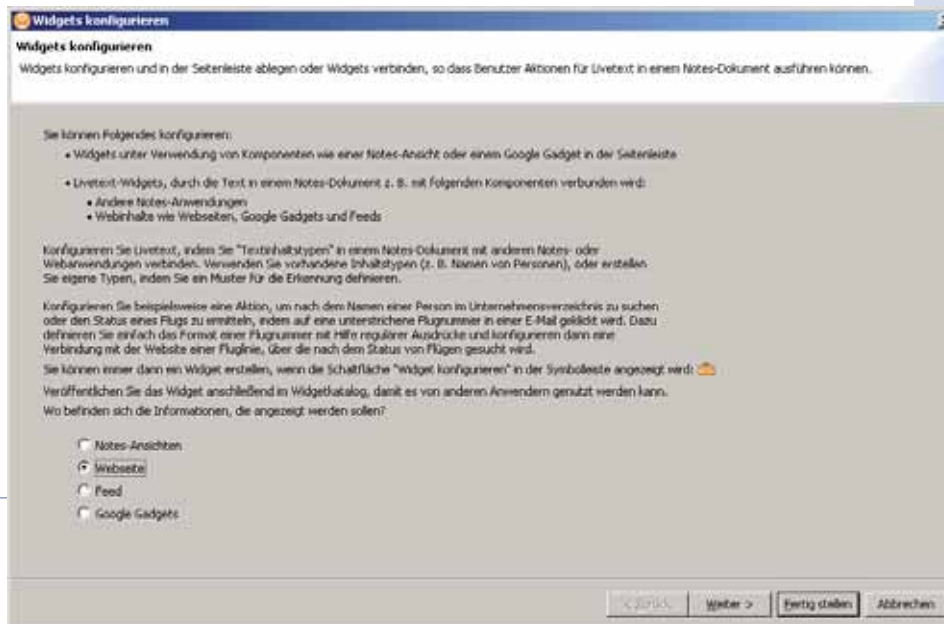 Widgets konfigurieren
Widgets konfigurieren
Widgets konfigurieren und in der Seitenleiste ablegen oder Widgets verbinden, so dass Benutzer Aktionen für Livetext in einem Notes-Dokument ausführen können.
Sie können Folgendes konfigurieren:
• Widgets unter Verwendung von Komponenten wie einer Notes-Ansicht oder einem Google Gadget in der Seitenleiste
• Livetext-Widgets, durch die Text in einem Notes-Dokument z. B. mit folgenden Komponenten verbunden wird:
• Andere Notes-Anwendungen
• Webinhalte wie Webseiten, Google Gadgets und Feeds
Konfigurieren Sie Livetext, indem Sie "Textinhaltstypen" in einem Notes-Dokument mit anderen Notes- oder
Webanwendungen verbinden. Verwenden Sie vorhandene Inhaltstypen (z. B. Namen von Personen), oder erstellen
Sie eigene Typen, indem Sie ein Muster für die Erkennung definieren.
Konfigurieren Sie beispielsweise eine Aktion, um nach dem Namen einer Person im Unternehmensverzeichnis zu suchen
oder den Status eines Flugs zu ermitteln, indem auf eine unterstrichene Flugnummer in einer E-Mail geklickt wird. Dazu
definieren Sie einfach das Format einer Flugnummer mit Hilfe regulärer Ausdrücke und konfigurieren dann eine
Verbindung mit der Website einer Fluglinie, über die nach dem Status von Flügen gesucht wird.
Sie können immer dann ein Widget erstellen, wenn die Schaltfläche "Widget konfigurieren" in der Symbolleiste angezeigt wird:
Veröffentlichen Sie das Widget anschließend im Widgetkatalog, damit es von anderen Anwendern genutzt werden kann.
Wo befinden sich die Informationen, die angezeigt werden sollen?
Notes-Ansichten
Webseite
Feed
Google Gadgets
< Zurück Weiter > Fertig stellen Abbrechen